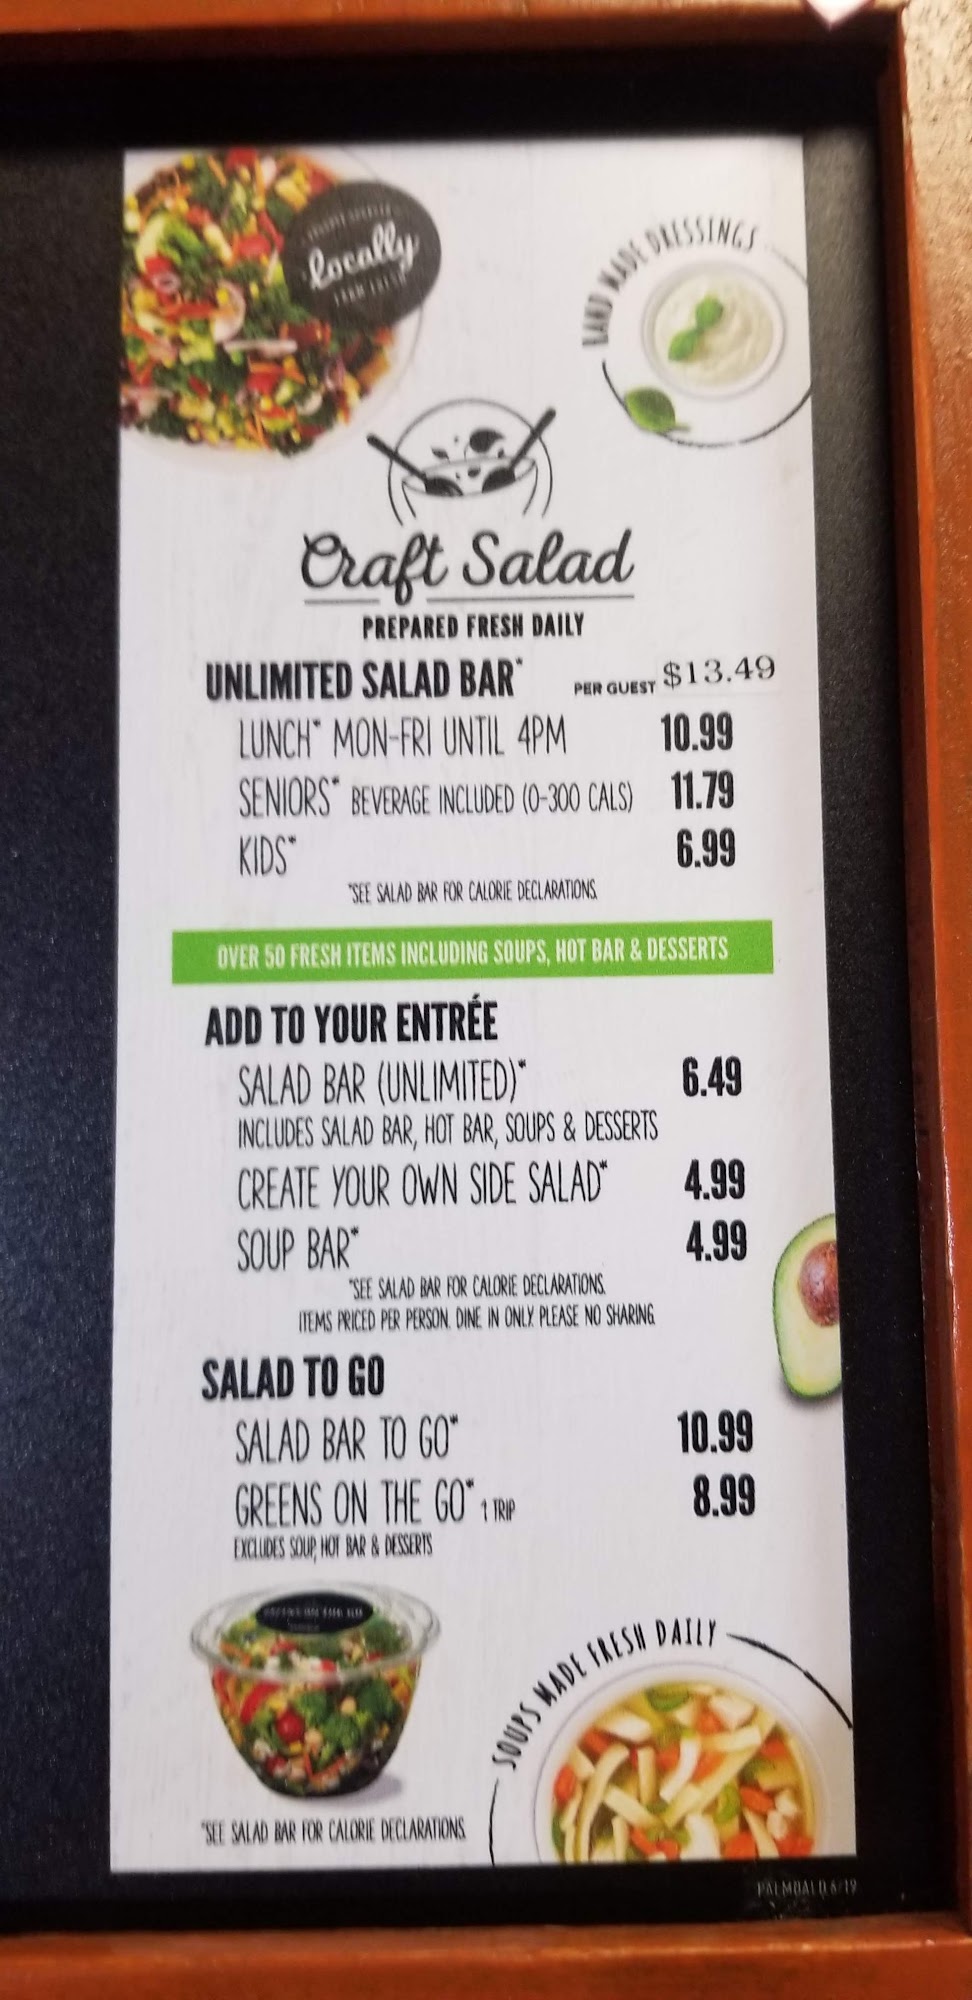 locally
HAND MADE DRESSINGS
Craft Salad
PREPARED FRESH DAILY
UNLIMITED SALAD BAR* PER GUEST $13.49
LUNCH* MON-FRI UNTIL 4PM 10.99
SENIORS* BEVERAGE INCLUDED (0-300 CALS) 11.79
KIDS* 6.99
*SEE SALAD BAR FOR CALORIE DECLARATIONS.
OVER 50 FRESH ITEMS INCLUDING SOUPS, HOT BAR & DESSERTS
ADD TO YOUR ENTRÉE
SALAD BAR (UNLIMITED)* 6.49
INCLUDES SALAD BAR, HOT BAR, SOUPS & DESSERTS
CREATE YOUR OWN SIDE SALAD* 4.99
SOUP BAR* 4.99
*SEE SALAD BAR FOR CALORIE DECLARATIONS.
ITEMS PRICED PER PERSON. DINE IN ONLY. PLEASE NO SHARING.
SALAD TO GO
SALAD BAR TO GO* 10.99
GREENS ON THE GO* 1 TRIP 8.99
EXCLUDES SOUP, HOT BAR & DESSERTS
SOUPS MADE FRESH DAILY
*SEE SALAD BAR FOR CALORIE DECLARATIONS.
6/19